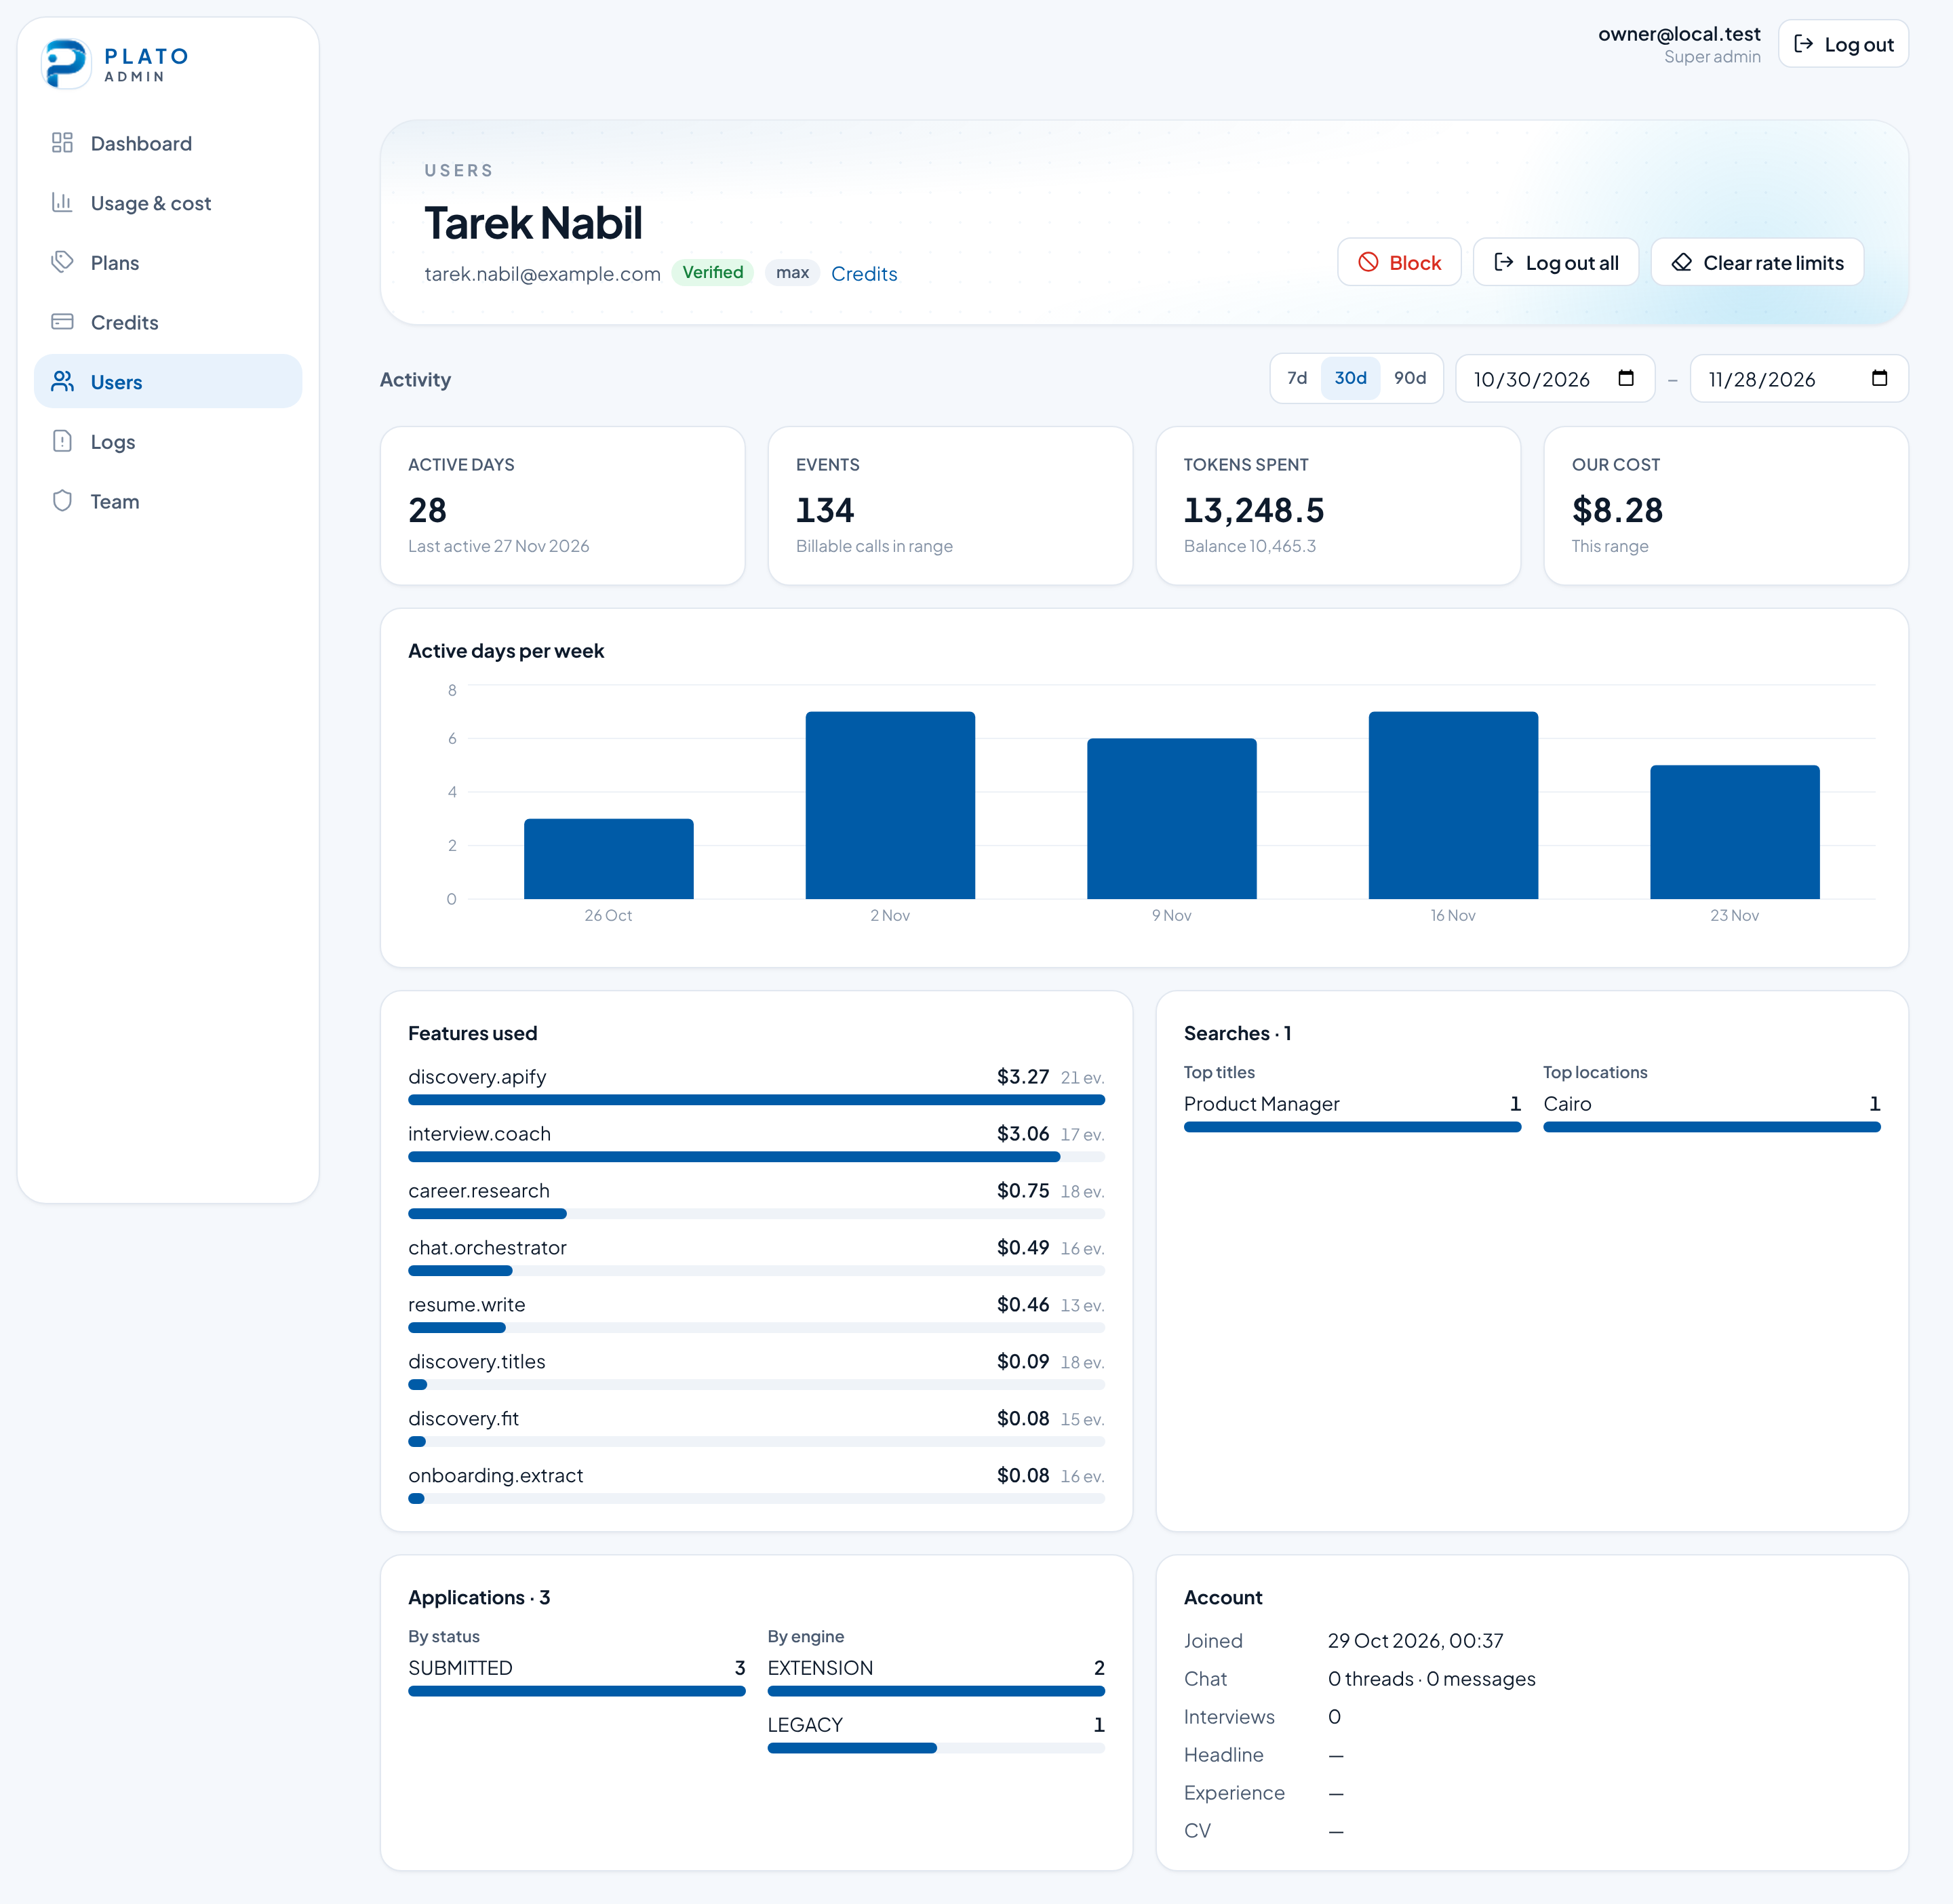 PLATO
ADMIN
Dashboard
Usage & cost
Plans
Credits
Users
Logs
Team
owner@local.test
Super admin
Log out
USERS
Tarek Nabil
tarek.nabil@example.com Verified max Credits
Block Log out all Clear rate limits
Activity
7d 30d 90d 10/30/2026 – 11/28/2026
ACTIVE DAYS
28
Last active 27 Nov 2026
EVENTS
134
Billable calls in range
TOKENS SPENT
13,248.5
Balance 10,465.3
OUR COST
$8.28
This range
Active days per week
8
6
4
2
0
26 Oct 2 Nov 9 Nov 16 Nov 23 Nov
Features used
discovery.apify $3.27 21 ev.
interview.coach $3.06 17 ev.
career.research $0.75 18 ev.
chat.orchestrator $0.49 16 ev.
resume.write $0.46 13 ev.
discovery.titles $0.09 18 ev.
discovery.fit $0.08 15 ev.
onboarding.extract $0.08 16 ev.
Searches · 1
Top titles
Product Manager 1
Top locations
Cairo 1
Applications · 3
By status
SUBMITTED 3
By engine
EXTENSION 2
LEGACY 1
Account
Joined 29 Oct 2026, 00:37
Chat 0 threads · 0 messages
Interviews 0
Headline —
Experience —
CV —